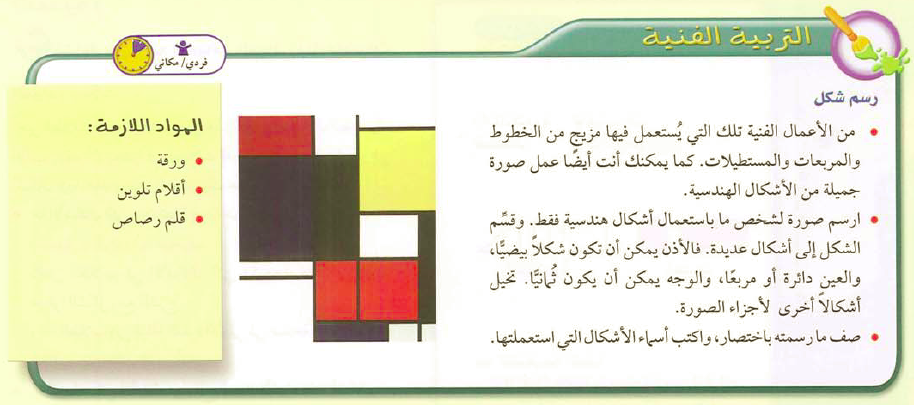 التربية الفنية
فردي/ مكاني
رسم شكل
• من الأعمال الفنية تلك التي يُستعمل فيها مزيج من الخطوط
والمربعات والمستطيلات. كما يمكنك أنت أيضًا عمل صورة
جميلة من الأشكال الهندسية.
• ارسم صورة لشخص ما باستعمال أشكال هندسية فقط. وقسِّم
الشكل إلى أشكال عديدة. فالأذن يمكن أن تكون شكلاً بيضيًّا،
والعين دائرة أو مربعًا، والوجه يمكن أن يكون ثُمانيًّا. تخيل
أشكالاً أخرى لأجزاء الصورة.
• صف ما رسمته باختصار، واكتب أسماء الأشكال التي استعملتها.
المواد اللازمة:
• ورقة
• أقلام تلوين
• قلم رصاص